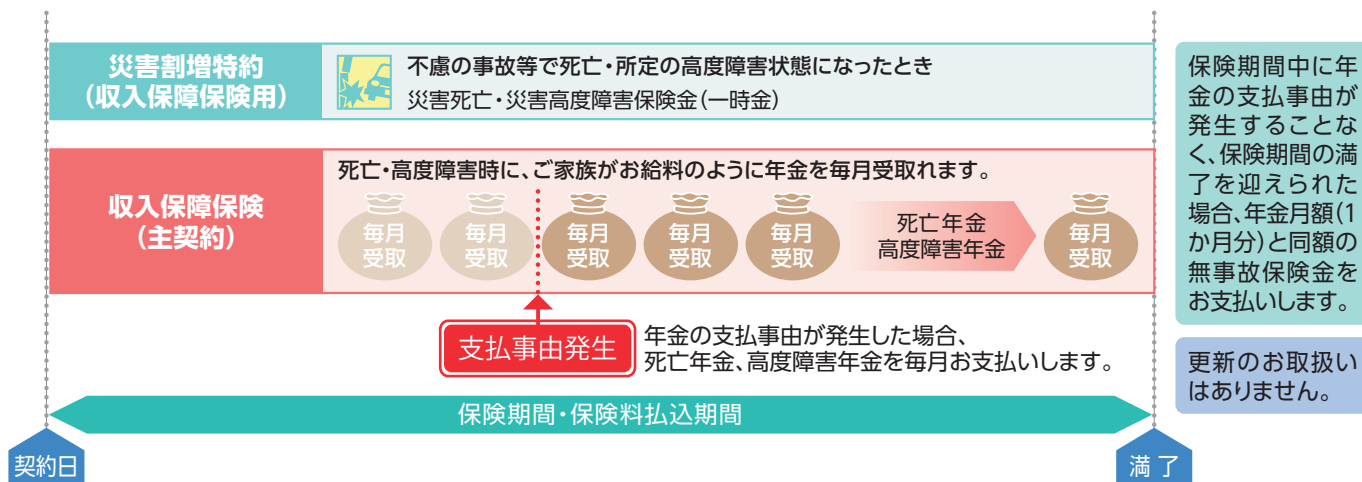 災害割増特約
(収入保障保険用)
不慮の事故等で死亡・所定の高度障害状態になったとき
災害死亡・災害高度障害保険金(一時金)
収入保障保険
(主契約)
死亡・高度障害時に、ご家族がお給料のように年金を毎月受取れます。
毎月
受取
毎月
受取
毎月
受取
毎月
受取
毎月
受取
死亡年金
高度障害年金
毎月
受取
支払事由発生
年金の支払事由が発生した場合、
死亡年金、高度障害年金を毎月お支払いします。
保険期間・保険料払込期間
契約日
満了
保険期間中に年
金の支払事由が
発生することな
く、保険期間の満
了を迎えられた
場合、年金月額(1
か月分)と同額の
無事故保険金を
お支払いします。
更新のお取扱い
はありません。